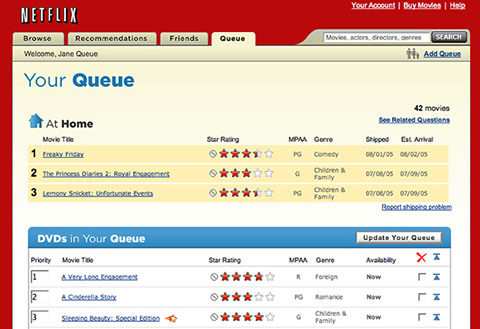 NETFLIX
Your Account | Buy Movies | Help
Browse Recommendations Friends Queue
Movies, actors, directors, genres SEARCH
Welcome, Jane Queue Add Queue
Your Queue
42 movies
See Related Questions
At Home
Movie Title Star Rating MPAA Genre Shipped Est. Arrival
1 Freaky Friday PG Comedy 08/01/05 08/02/05
2 The Princess Diaries 2: Royal Engagement G Children & Family 07/08/05 07/09/05
3 Lemony Snicket: Unfortunate Events PG Children & Family 07/08/05 07/09/05
Report shipping problem
DVDs in Your Queue Update Your Queue
Priority Movie Title Star Rating MPAA Genre Availability
1 A Very Long Engagement R Foreign Now
2 A Cinderella Story PG Romance Now
3 Sleeping Beauty: Special Edition G Children & Family Now